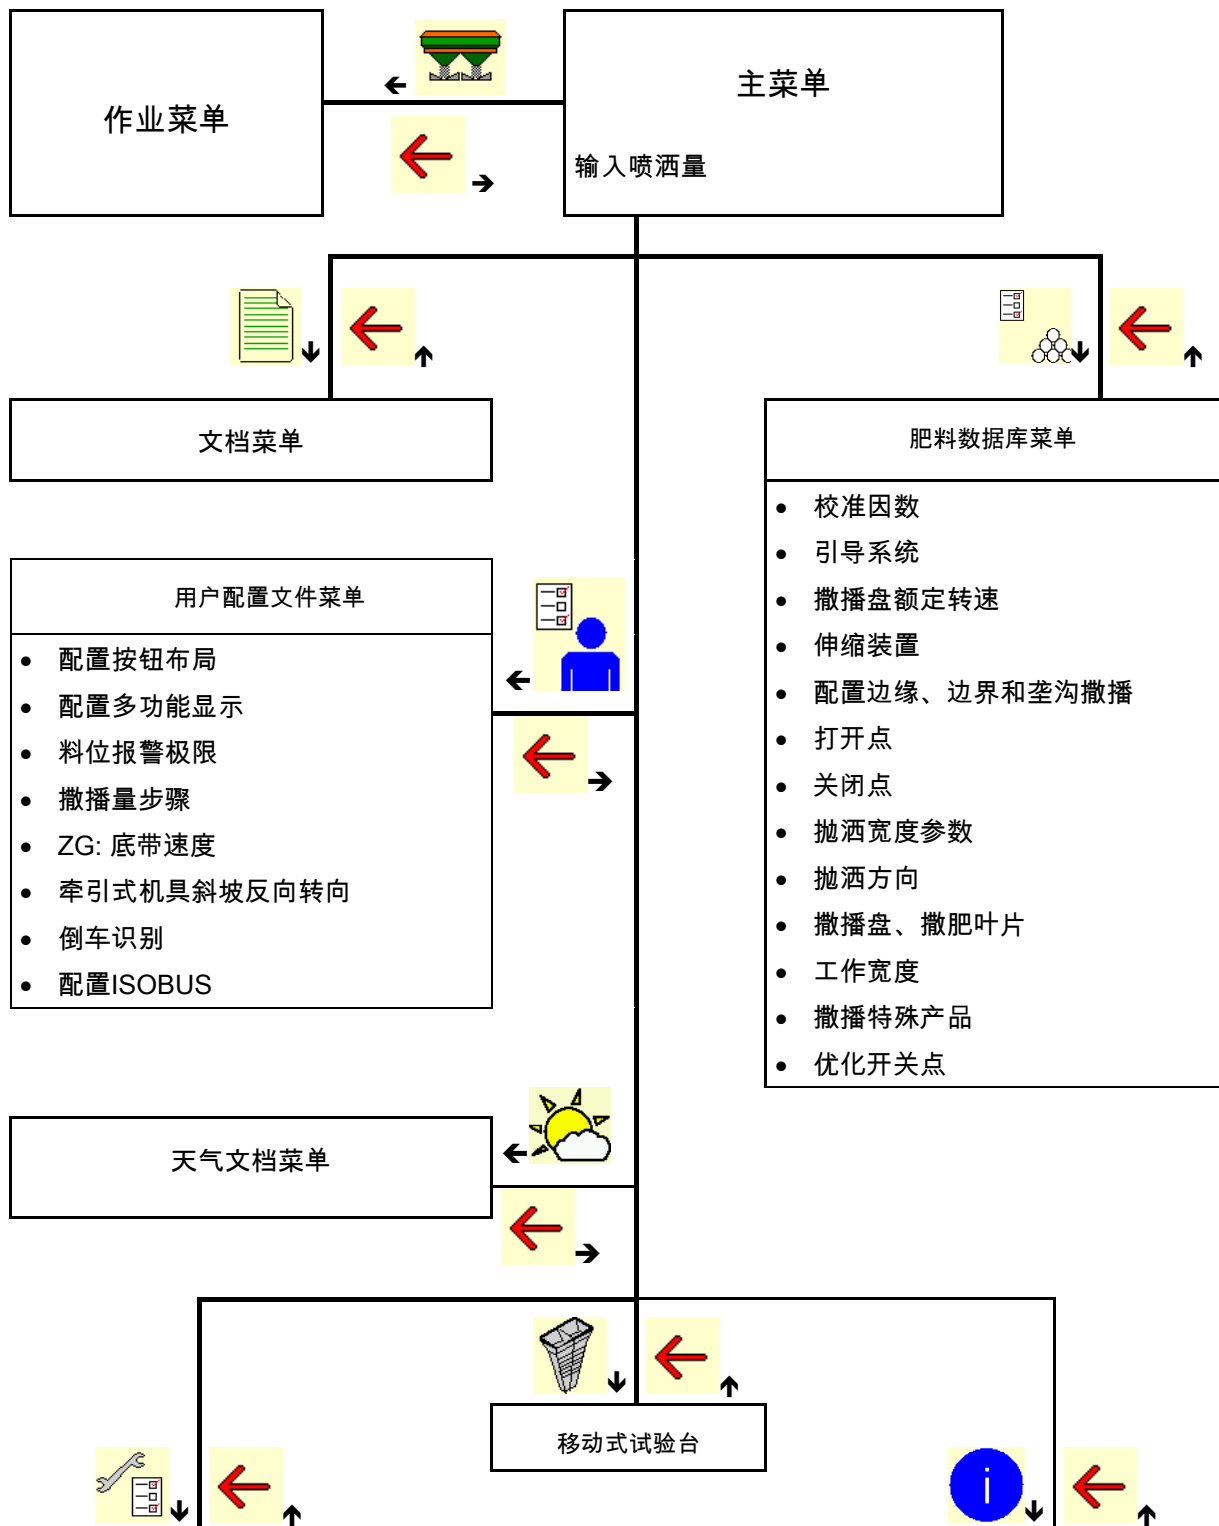 作业菜单
主菜单
输入喷洒量
文档菜单
肥料数据库菜单
• 校准因数
• 引导系统
• 撒播盘额定转速
• 伸缩装置
• 配置边缘、边界和垄沟撒播
• 打开点
• 关闭点
• 抛洒宽度参数
• 抛洒方向
• 撒播盘、撒肥叶片
• 工作宽度
• 撒播特殊产品
• 优化开关点
用户配置文件菜单
• 配置按钮布局
• 配置多功能显示
• 料位报警极限
• 撒播量步骤
• ZG: 底带速度
• 牵引式机具斜坡反向转向
• 倒车识别
• 配置ISOBUS
天气文档菜单
移动式试验台
i